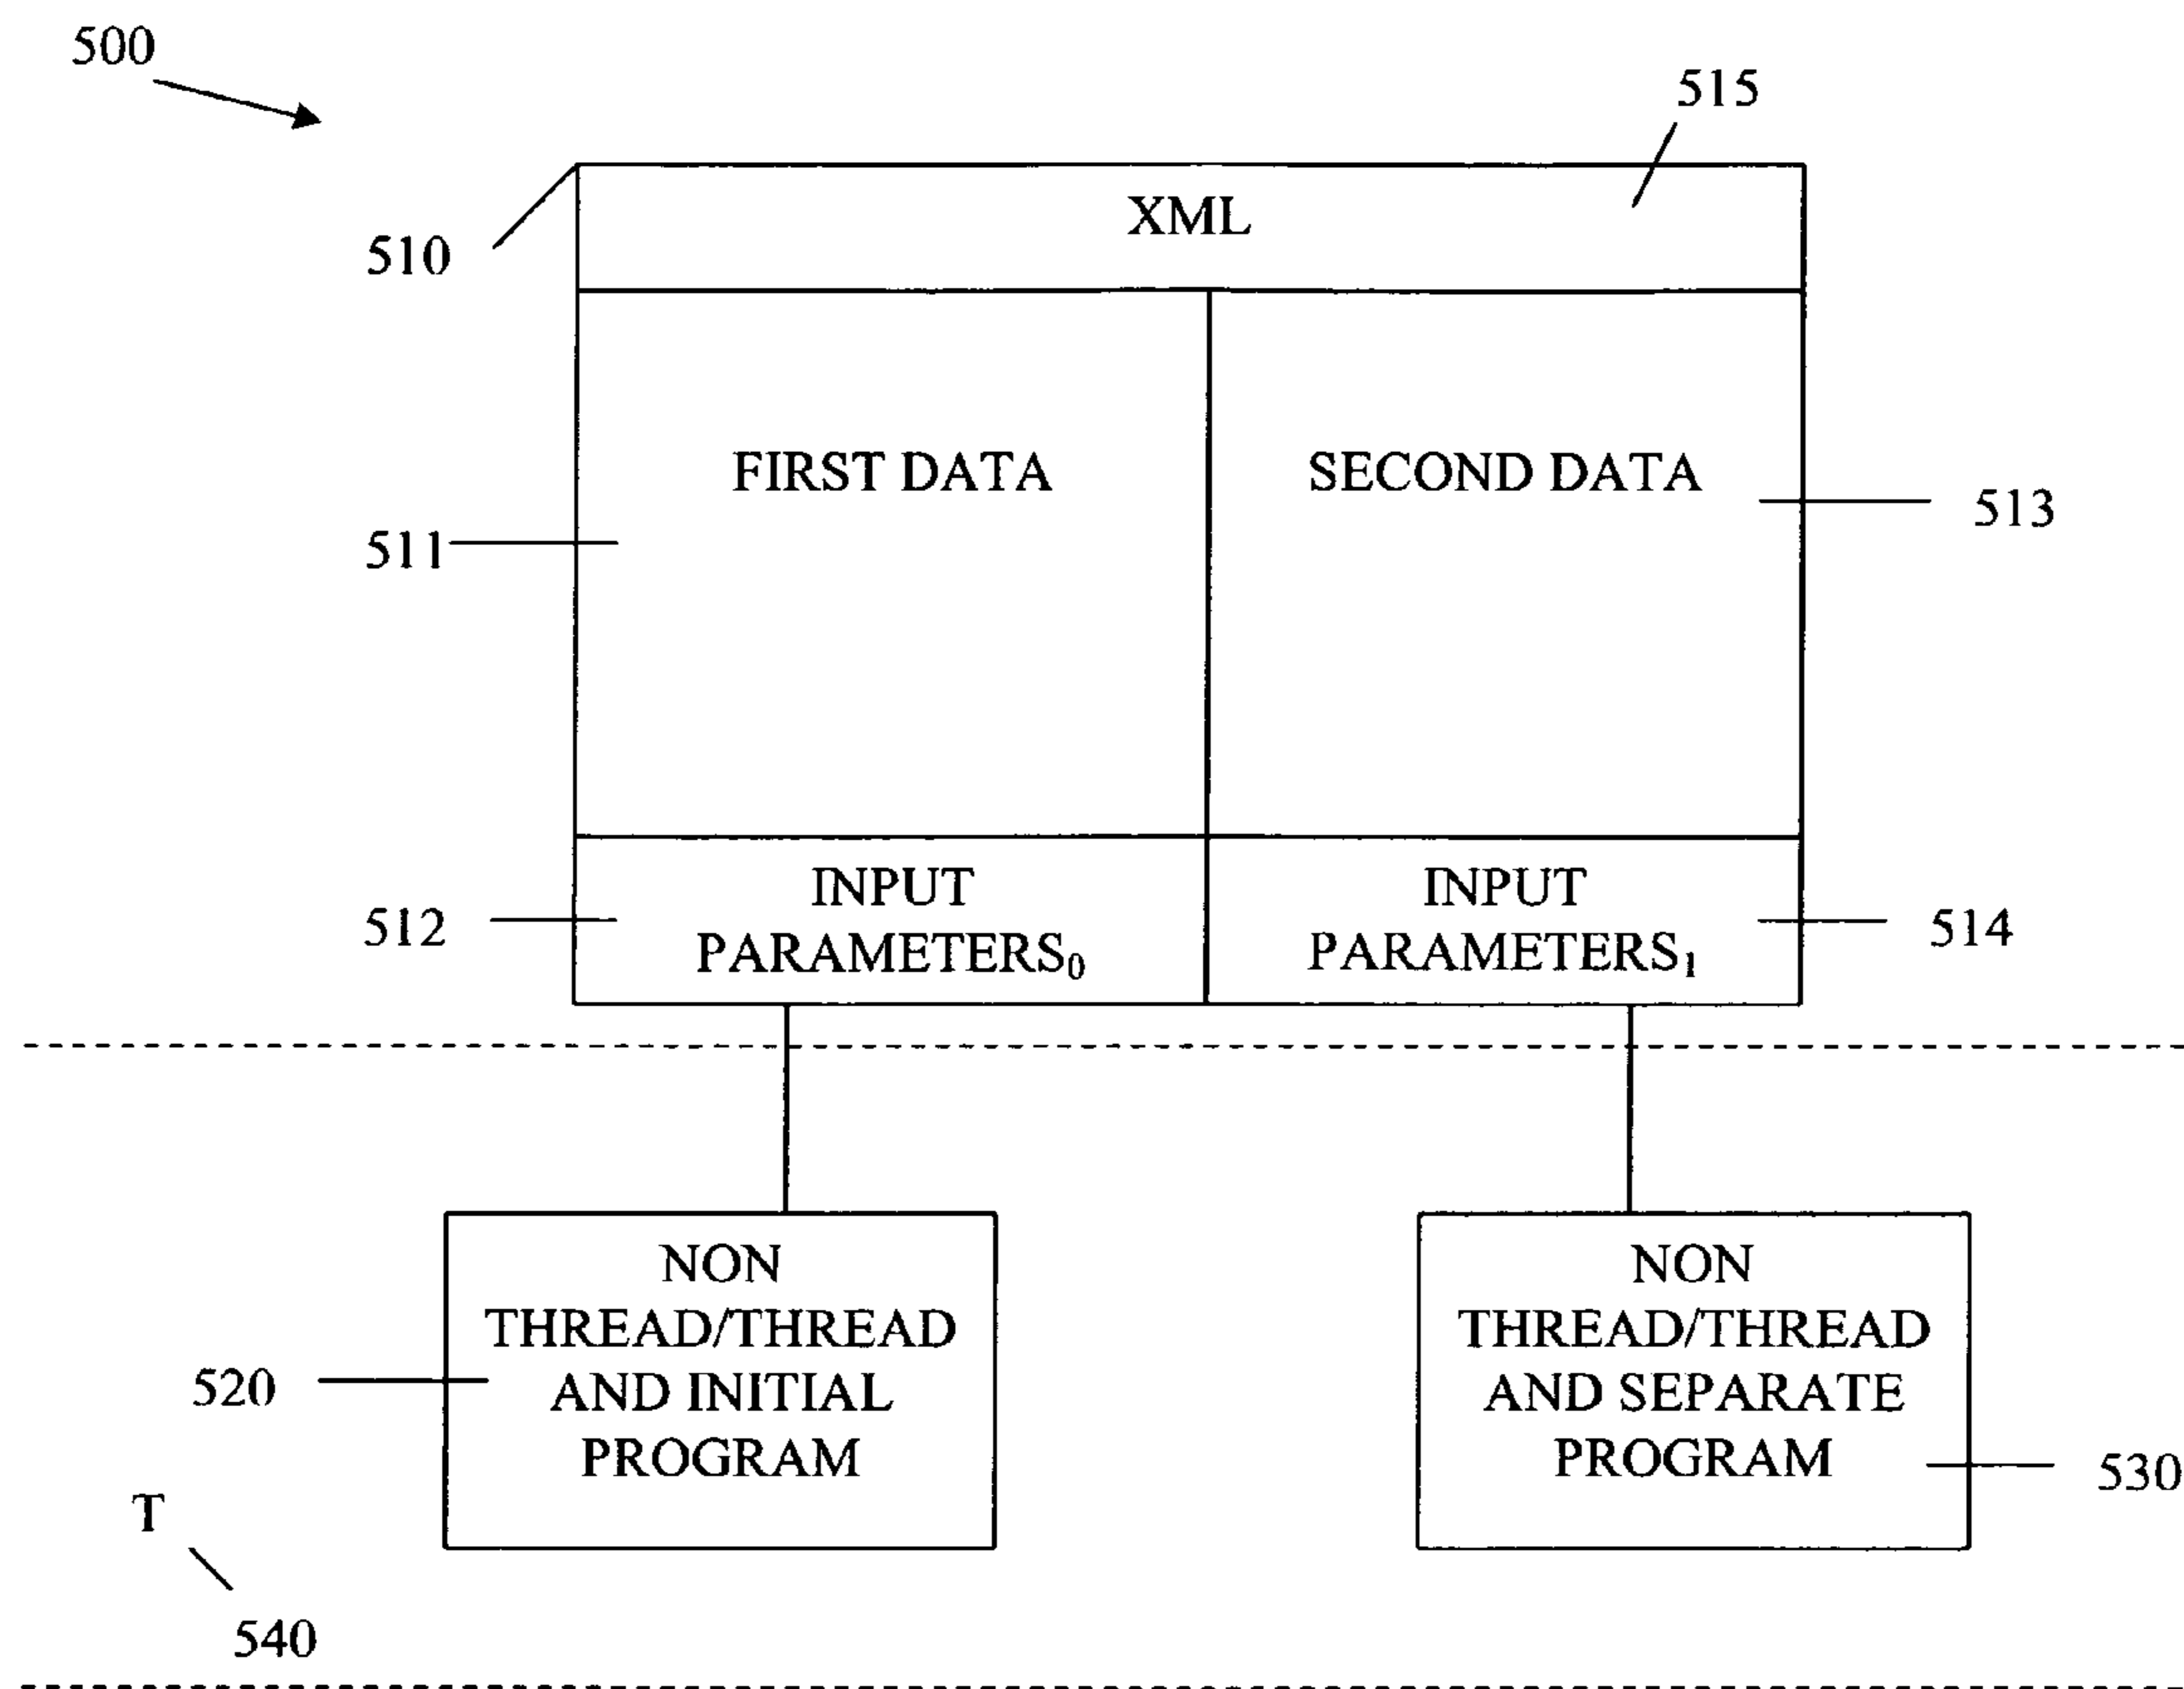 500
515
XML
510
FIRST DATA
SECOND DATA
513
511
INPUT
PARAMETERS₀
INPUT
PARAMETERS₁
512
514
NON
THREAD/THREAD
AND INITIAL
PROGRAM
NON
THREAD/THREAD
AND SEPARATE
PROGRAM
520
530
T
540